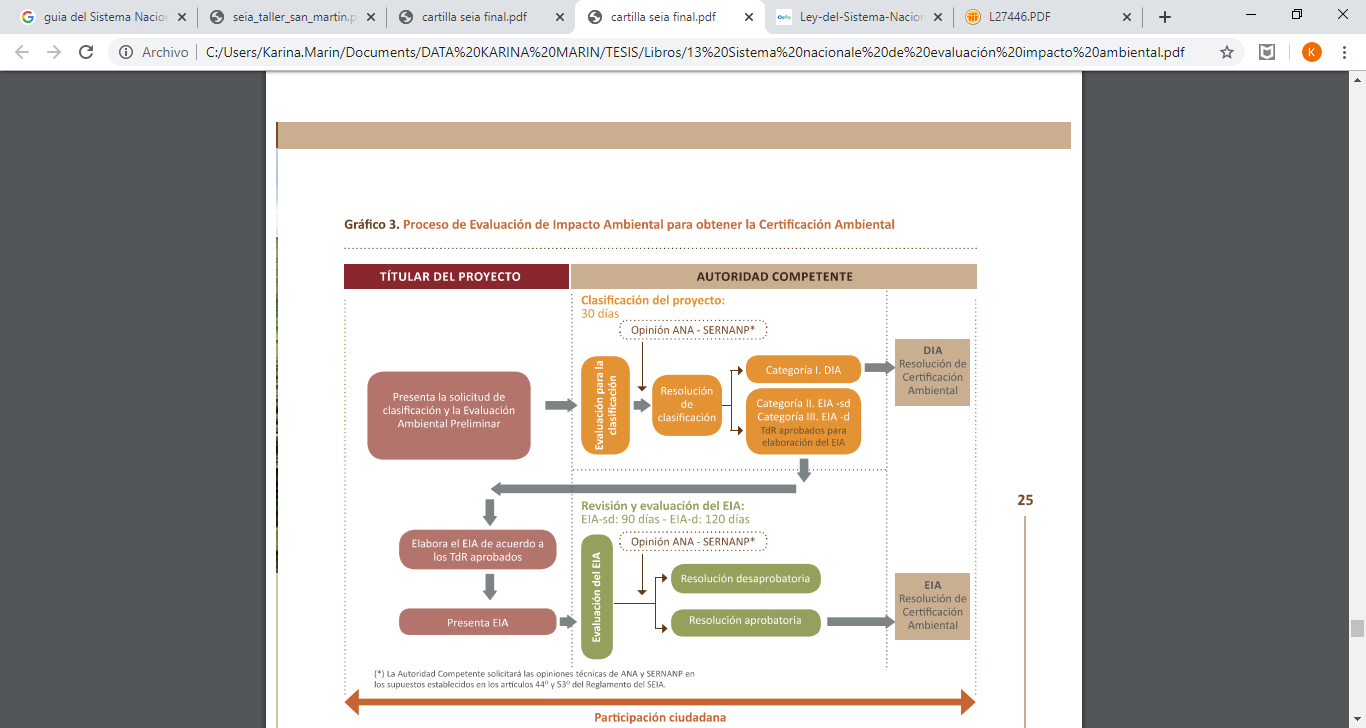 guia del Sistema Nacion
seia_taller_san_martin.p
cartilla seia final.pdf
cartilla seia final.pdf
Ley-del-Sistema-Nacion
L27446.PDF
Archivo
C:/Users/Karina.Marin/Documents/DATA%20KARINA%20MARIN/TESIS/Libros/13%20Sistema%20nacionale%20de%20evaluación%20impacto%20ambiental.pdf
K
Gráfico 3. Proceso de Evaluación de Impacto Ambiental para obtener la Certificación Ambiental
TÍTULAR DEL PROYECTO
AUTORIDAD COMPETENTE
Clasificación del proyecto:
30 días
Opinión ANA - SERNANP*
Presenta la solicitud de
clasificación y la Evaluación
Ambiental Preliminar
Evaluación para la
clasificación
Resolución
de
clasificación
Categoría I. DIA
Categoría II. EIA -sd
Categoría III. EIA -d
TdR aprobados para
elaboración del EIA
DIA
Resolución de
Certificación
Ambiental
Revisión y evaluación del EIA:
EIA-sd: 90 días - EIA-d: 120 días
Opinión ANA - SERNANP*
Elabora el EIA de acuerdo a
los TdR aprobados
Presenta EIA
Evaluación del EIA
Resolución desaprobatoria
Resolución aprobatoria
EIA
Resolución de
Certificación
Ambiental
25
(*) La Autoridad Competente solicitará las opiniones técnicas de ANA y SERNANP en
los supuestos establecidos en los artículos 44° y 53° del Reglamento del SEIA.
Participación ciudadana